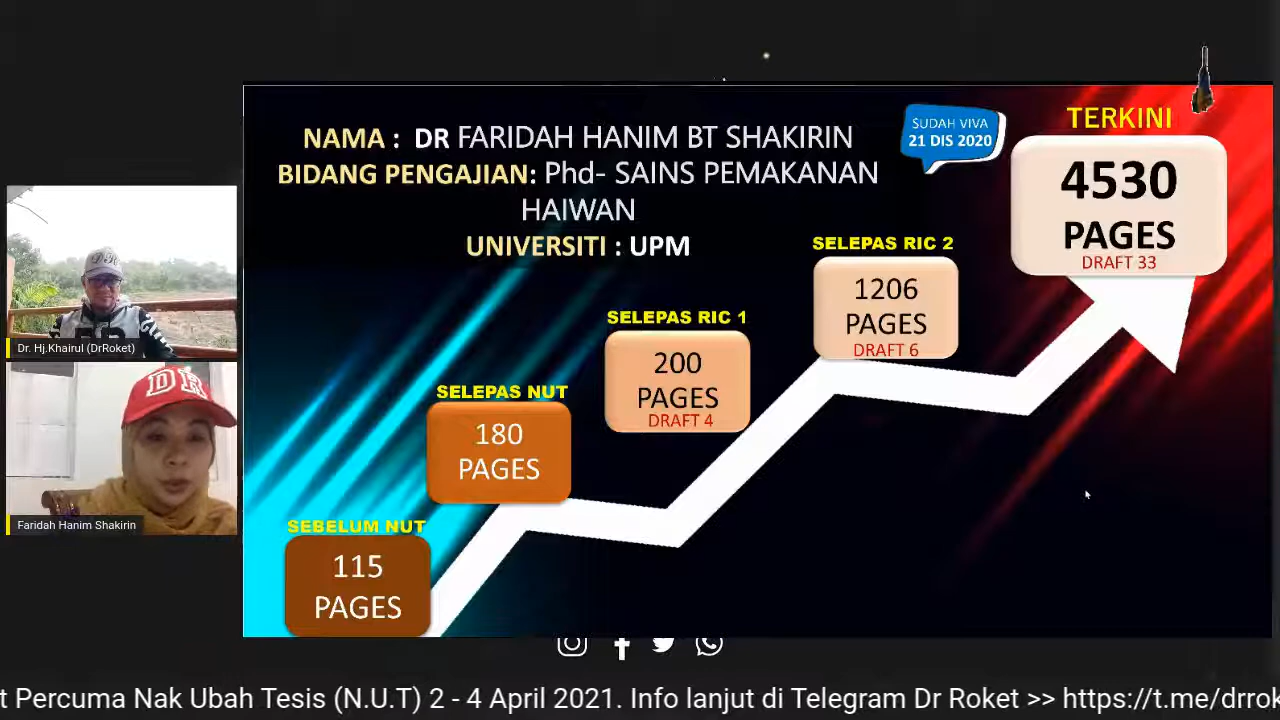 NAMA : DR FARIDAH HANIM BT SHAKIRIN
BIDANG PENGAJIAN: Phd- SAINS PEMAKANAN
HAIWAN
UNIVERSITI : UPM
SUDAH VIVA
21 DIS 2020
TERKINI
4530
PAGES
DRAFT 33
SELEPAS RIC 2
1206
PAGES
DRAFT 6
SELEPAS RIC 1
200
PAGES
DRAFT 4
SELEPAS NUT
180
PAGES
SEBELUM NUT
115
PAGES
Dr. Hj.Khairul (DrRoket)
DR
Faridah Hanim Shakirin
t Percuma Nak Ubah Tesis (N.U.T) 2 - 4 April 2021. Info lanjut di Telegram Dr Roket >> https://t.me/drrok